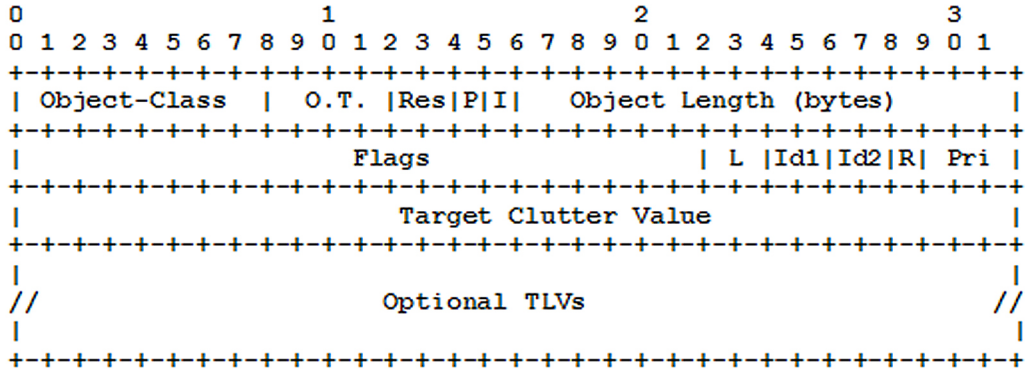 0                   1                   2                   3
0 1 2 3 4 5 6 7 8 9 0 1 2 3 4 5 6 7 8 9 0 1 2 3 4 5 6 7 8 9 0 1
+-+-+-+-+-+-+-+-+-+-+-+-+-+-+-+-+-+-+-+-+-+-+-+-+-+-+-+-+-+-+-+-+
| Object-Class  |  O.T. |Res|P|I|   Object Length (bytes)       |
+-+-+-+-+-+-+-+-+-+-+-+-+-+-+-+-+-+-+-+-+-+-+-+-+-+-+-+-+-+-+-+-+
|                     Flags                 | L |Id1|Id2|R| Pri |
+-+-+-+-+-+-+-+-+-+-+-+-+-+-+-+-+-+-+-+-+-+-+-+-+-+-+-+-+-+-+-+-+
|                        Target Clutter Value                   |
+-+-+-+-+-+-+-+-+-+-+-+-+-+-+-+-+-+-+-+-+-+-+-+-+-+-+-+-+-+-+-+-+
|                                                               |
//                      Optional TLVs                          //
|                                                               |
+-+-+-+-+-+-+-+-+-+-+-+-+-+-+-+-+-+-+-+-+-+-+-+-+-+-+-+-+-+-+-+-+